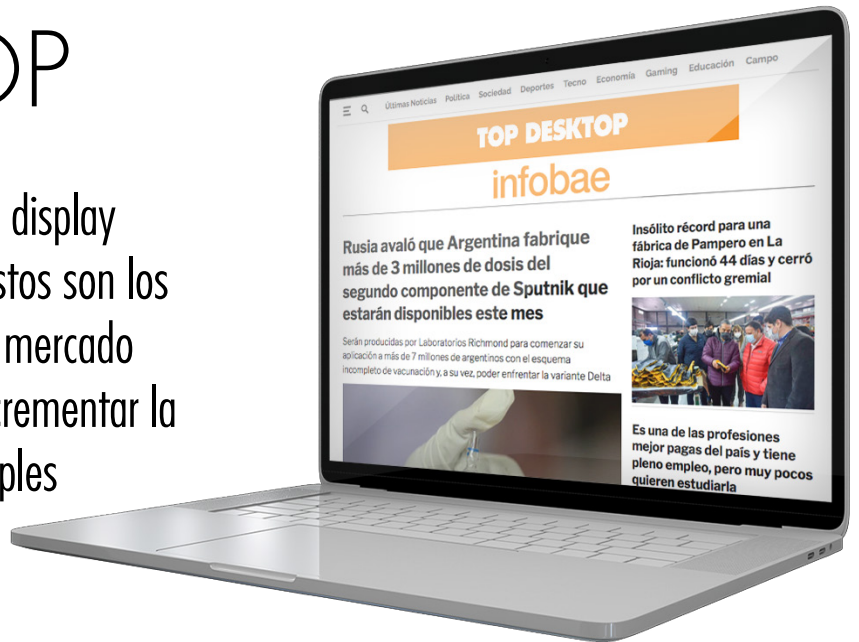 OP
display
stos son los
mercado
crementar la
ples
Últimas Noticias Política Sociedad Deportes Tecno Economía Gaming Educación Campo
TOP DESKTOP
infobae
Rusia avaló que Argentina fabrique
más de 3 millones de dosis del
segundo componente de Sputnik que
estarán disponibles este mes
Serán producidas por Laboratorios Richmond para comenzar su
aplicación a más de 7 millones de argentinos con el esquema
incompleto de vacunación y, a su vez, poder enfrentar la variante Delta
Insólito récord para una
fábrica de Pampero en La
Rioja: funcionó 44 días y cerró
por un conflicto gremial
Es una de las profesiones
mejor pagas del país y tiene
pleno empleo, pero muy pocos
quieren estudiarla